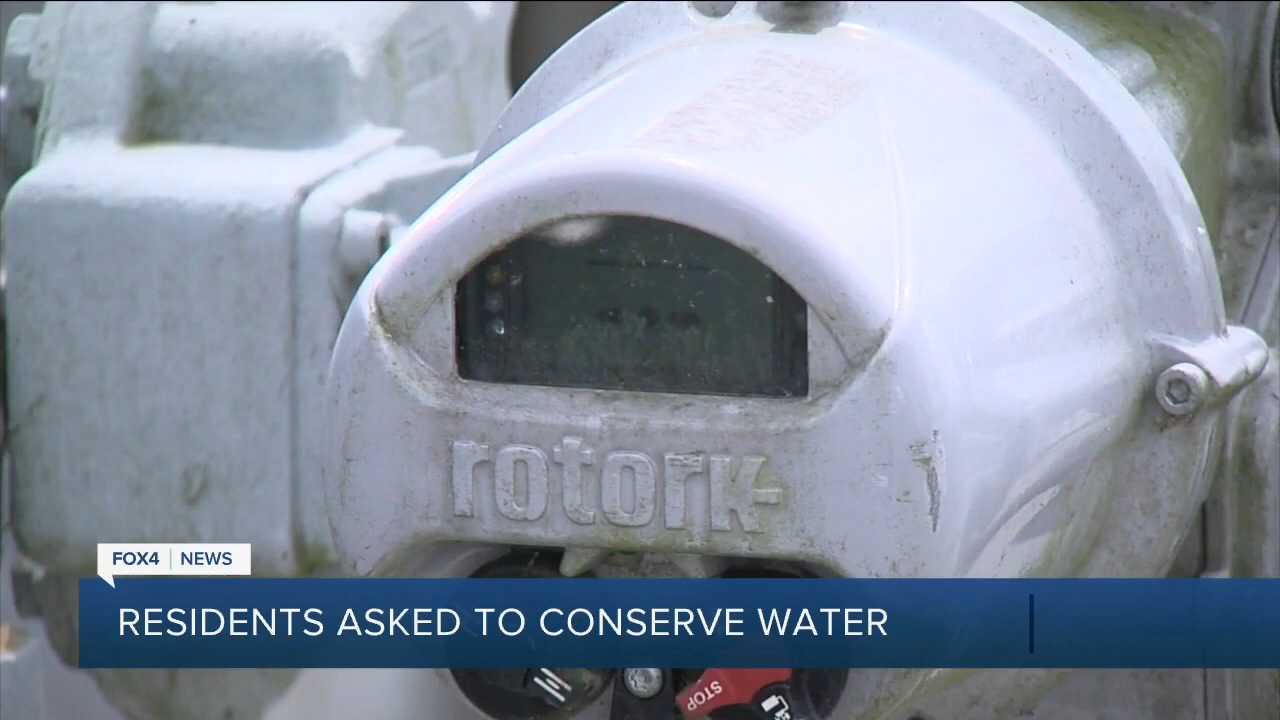 rotork
FOX4 | NEWS
RESIDENTS ASKED TO CONSERVE WATER
STOP